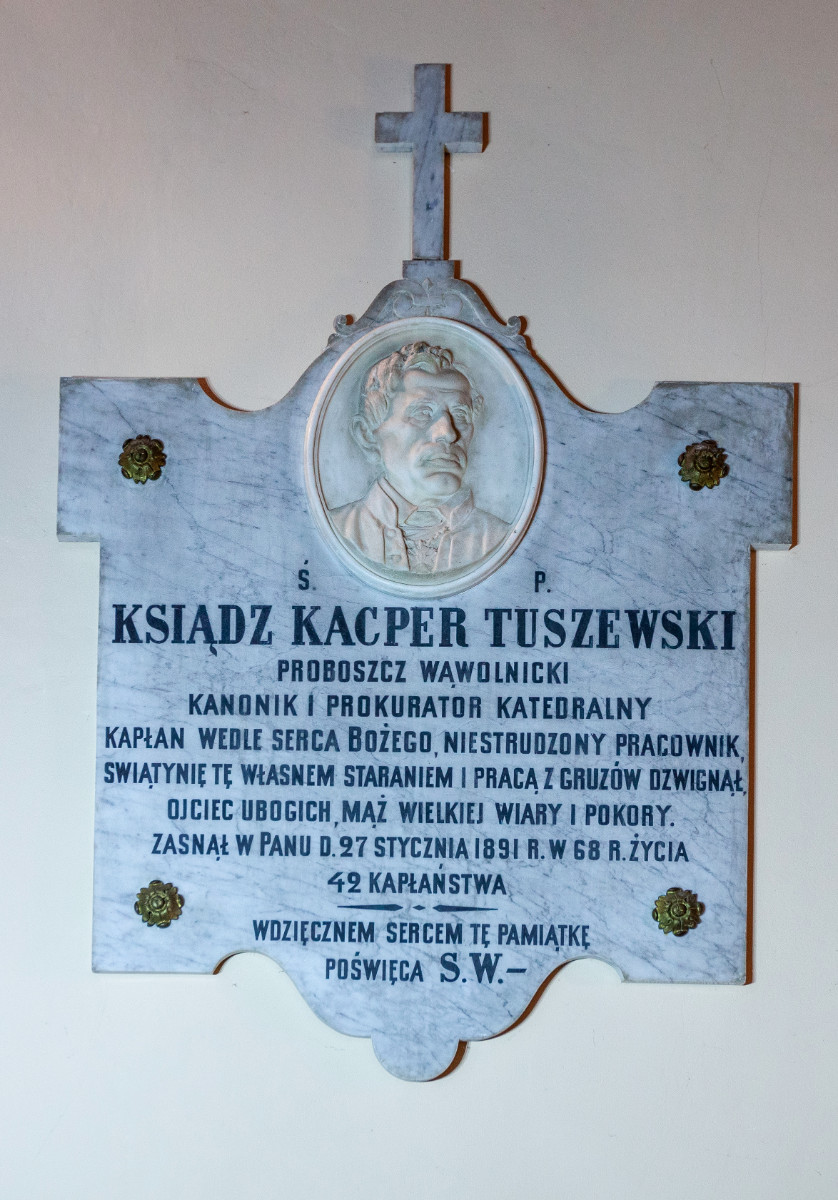 Ś. P.
KSIĄDZ KACPER TUSZEWSKI
PROBOSZCZ WĄWOLNICKI
KANONIK I PROKURATOR KATEDRALNY
KAPŁAN WEDLE SERCA BOŻEGO, NIESTRUDZONY PRACOWNIK,
SWIĄTYNIĘ TĘ WŁASNEM STARANIEM I PRACĄ Z GRUZÓW DZWIGNĄŁ,
OJCIEC UBOGICH, MĄŻ WIELKIEJ WIARY I POKORY.
ZASNĄŁ W PANU D. 27 STYCZNIA 1891 R. W 68 R. ŻYCIA
42 KAPŁAŃSTWA
WDZIĘCZNEM SERCEM TĘ PAMIĄTKĘ
POŚWIĘCA S.W.–